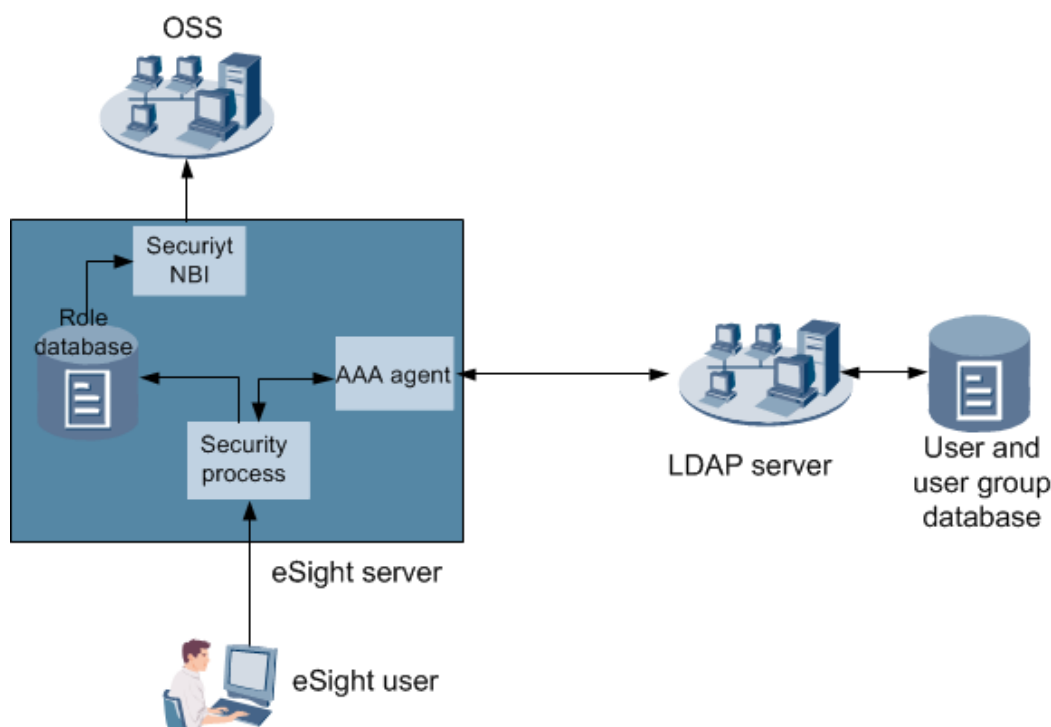 OSS
Securiyt
NBI
Role
database
AAA agent
Security
process
LDAP server
User and
user group
database
eSight server
eSight user